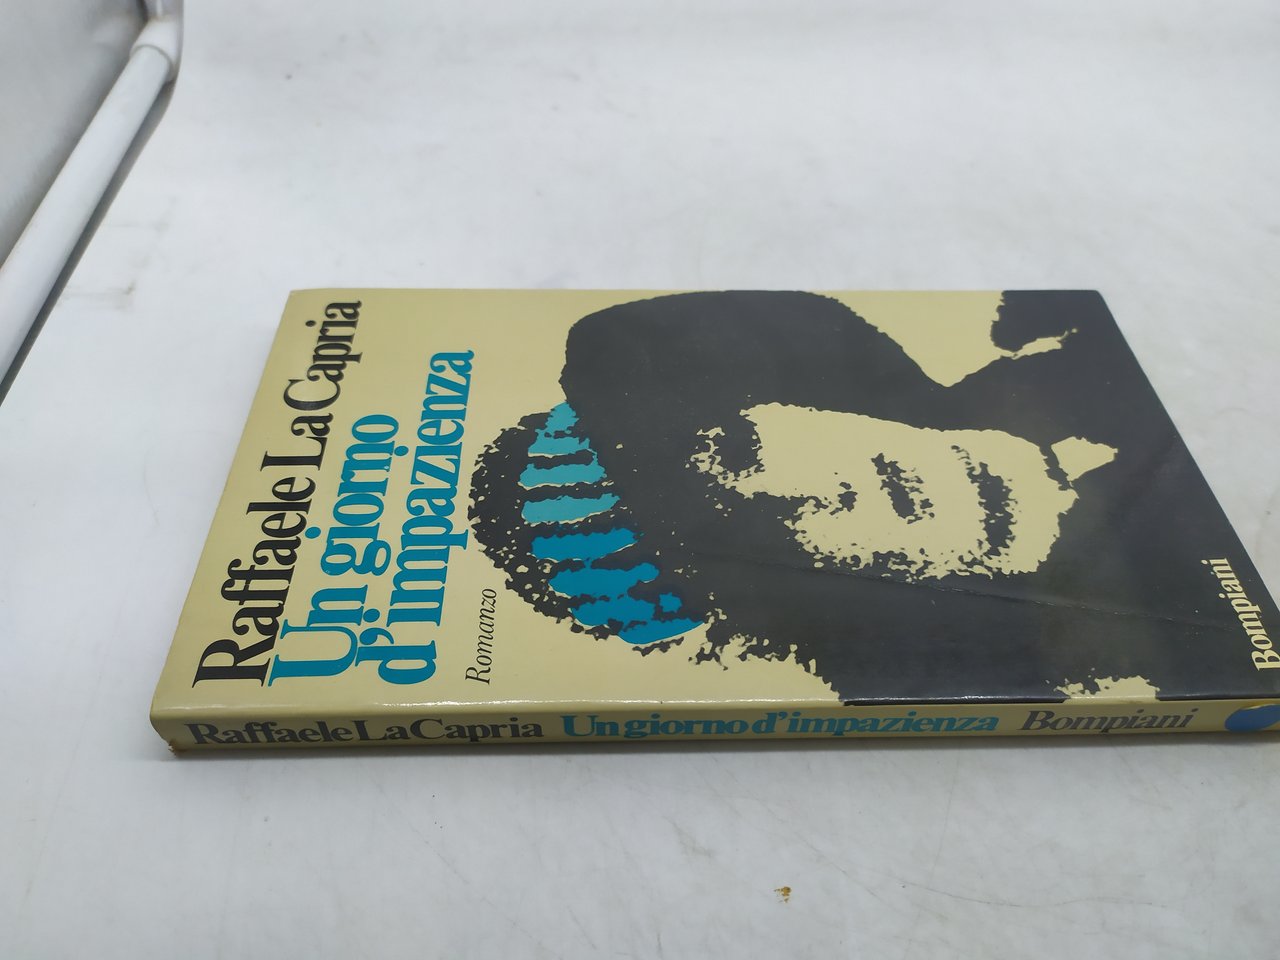 Raffaele La Capria
Un giorno
d'impazienza
Romanzo
Bompiani
Raffaele La Capria Un giorno d'impazienza Bompiani